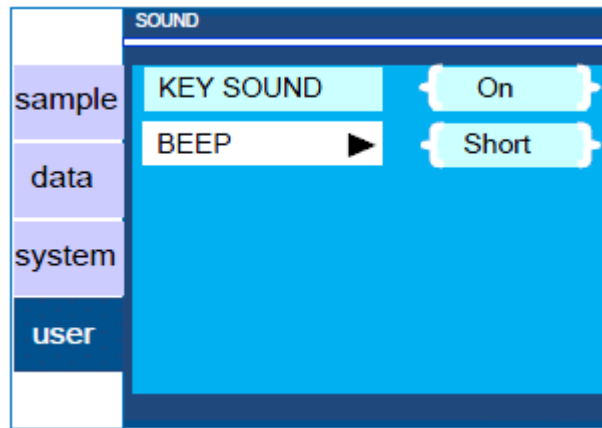 SOUND
sample
KEY SOUND
On
BEEP
Short
data
system
user